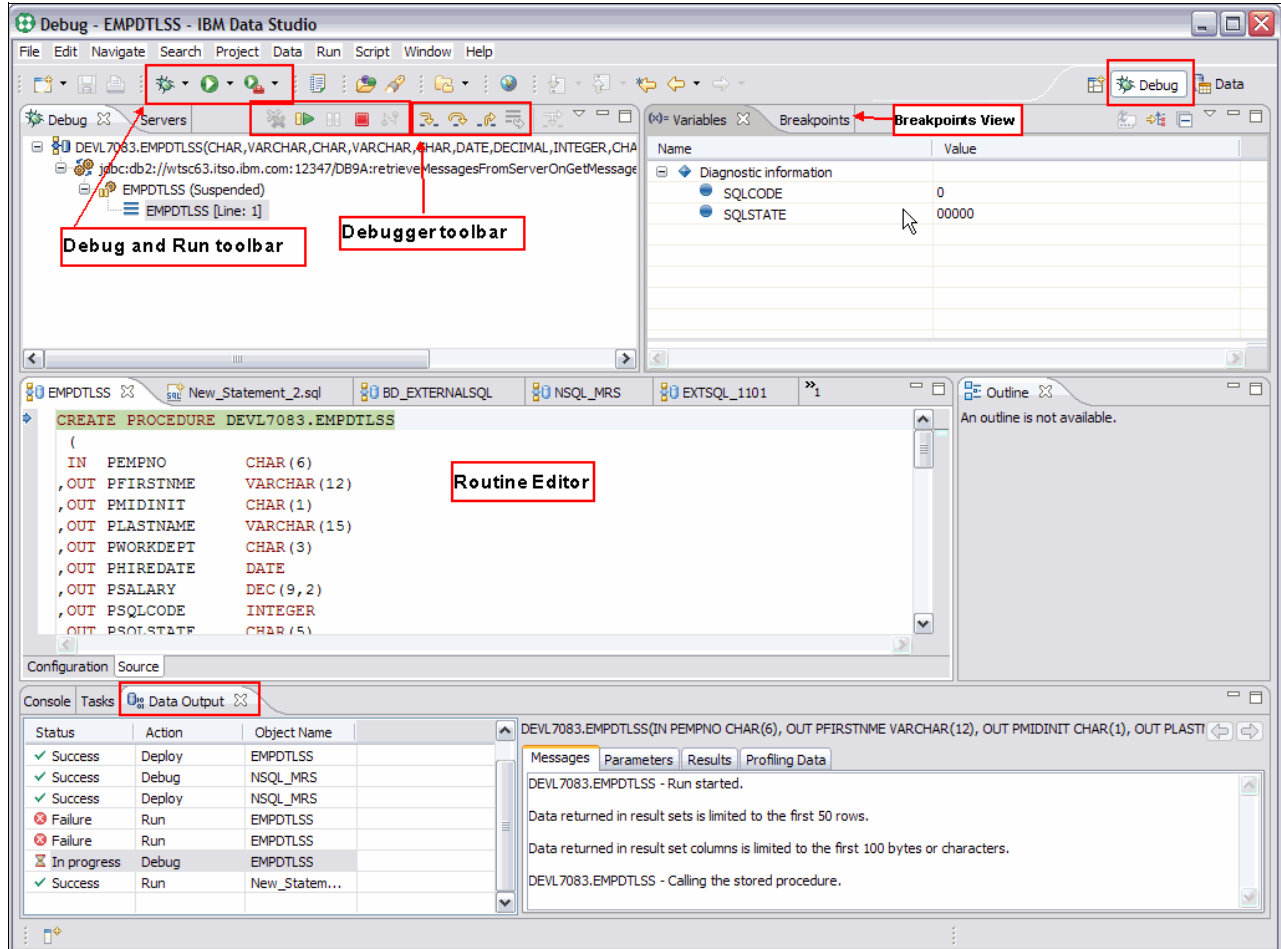 Debug - EMPDTLSS - IBM Data Studio
File Edit Navigate Search Project Data Run Script Window Help
Debug Data
Debug Servers
DEVL7083.EMPDTLSS(CHAR,VARCHAR,CHAR,VARCHAR,CHAR,DATE,DECIMAL,INTEGER,CHA
jdbc:db2://wtsc63.itso.ibm.com:12347/DB9A:retrieveMessagesFromServerOnGetMessage
EMPDTLSS (Suspended)
EMPDTLSS [Line: 1]
Debug and Run toolbar
Debugger toolbar
(x)= Variables Breakpoints
Breakpoints View
Name Value
Diagnostic information
SQLCODE 0
SQLSTATE 00000
EMPDTLSS New_Statement_2.sql BD_EXTERNALSQL NSQL_MRS EXTSQL_1101 »1
CREATE PROCEDURE DEVL7083.EMPDTLSS
(
IN PEMPNO CHAR(6)
,OUT PFIRSTNME VARCHAR(12)
,OUT PMIDINIT CHAR(1)
,OUT PLASTNAME VARCHAR(15)
,OUT PWORKDEPT CHAR(3)
,OUT PHIREDATE DATE
,OUT PSALARY DEC(9,2)
,OUT PSQLCODE INTEGER
,OUT PSQLSTATE CHAR(5)
Routine Editor
Configuration Source
Outline
An outline is not available.
Console Tasks Data Output
Status Action Object Name
Success Deploy EMPDTLSS
Success Debug NSQL_MRS
Success Deploy NSQL_MRS
Failure Run EMPDTLSS
Failure Run EMPDTLSS
In progress Debug EMPDTLSS
Success Run New_Statem...
DEVL7083.EMPDTLSS(IN PEMPNO CHAR(6), OUT PFIRSTNME VARCHAR(12), OUT PMIDINIT CHAR(1), OUT PLASTI
Messages Parameters Results Profiling Data
DEVL7083.EMPDTLSS - Run started.
Data returned in result sets is limited to the first 50 rows.
Data returned in result set columns is limited to the first 100 bytes or characters.
DEVL7083.EMPDTLSS - Calling the stored procedure.